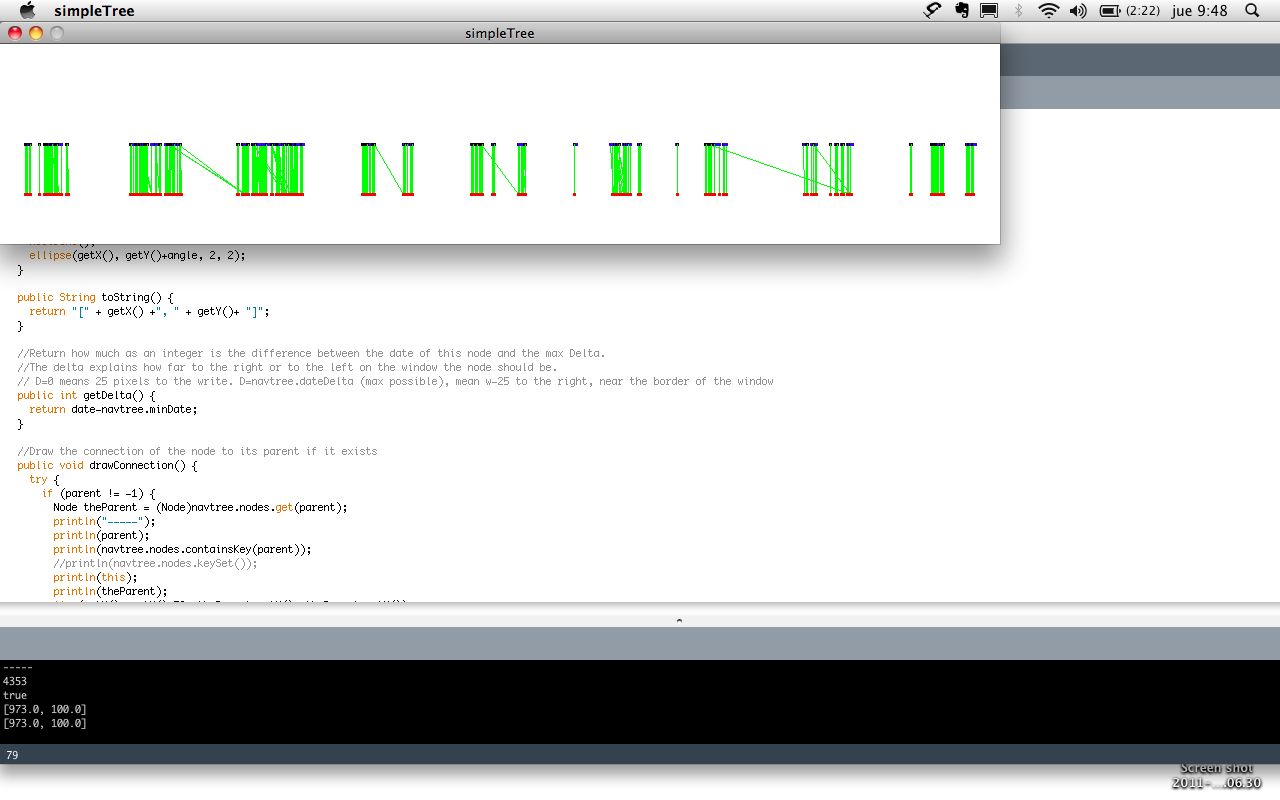 simpleTree
(2:22) jue 9:48
simpleTree
ellipse(getX(), getY()+angle, 2, 2);
}
public String toString() {
return "[" + getX() +", " + getY()+ "]";
}
//Return how much as an integer is the difference between the date of this node and the max Delta.
//The delta explains how far to the right or to the left on the window the node should be.
// D=0 means 25 pixels to the write. D=navtree.dateDelta (max possible), mean w-25 to the right, near the border of the window
public int getDelta() {
return date-navtree.minDate;
}
//Draw the connection of the node to its parent if it exists
public void drawConnection() {
try {
if (parent != -1) {
Node theParent = (Node)navtree.nodes.get(parent);
println("-----");
println(parent);
println(navtree.nodes.containsKey(parent));
//println(navtree.nodes.keySet());
println(this);
println(theParent);
-----
4353
true
[973.0, 100.0]
[973.0, 100.0]
79
Screen shot
2011-...06.30